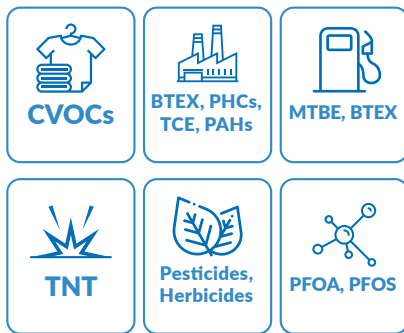 CVOCs
BTEX, PHCs,
TCE, PAHs
MTBE, BTEX
TNT
Pesticides,
Herbicides
PFOA, PFOS